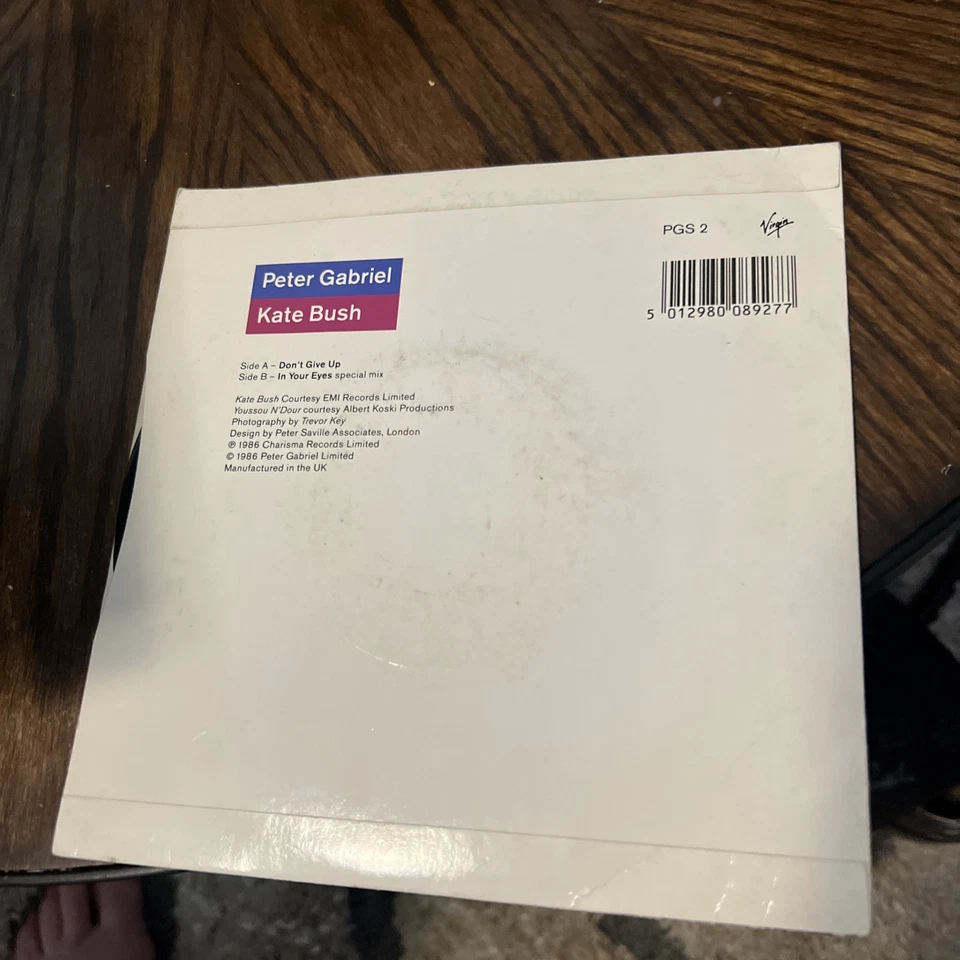 PGS 2 Virgin
5 012980 089277
Peter Gabriel
Kate Bush
Side A – Don't Give Up
Side B – In Your Eyes special mix
Kate Bush Courtesy EMI Records Limited
Youssou N'Dour courtesy Albert Koski Productions
Photography by Trevor Key
Design by Peter Saville Associates, London
℗ 1986 Charisma Records Limited
© 1986 Peter Gabriel Limited
Manufactured in the UK